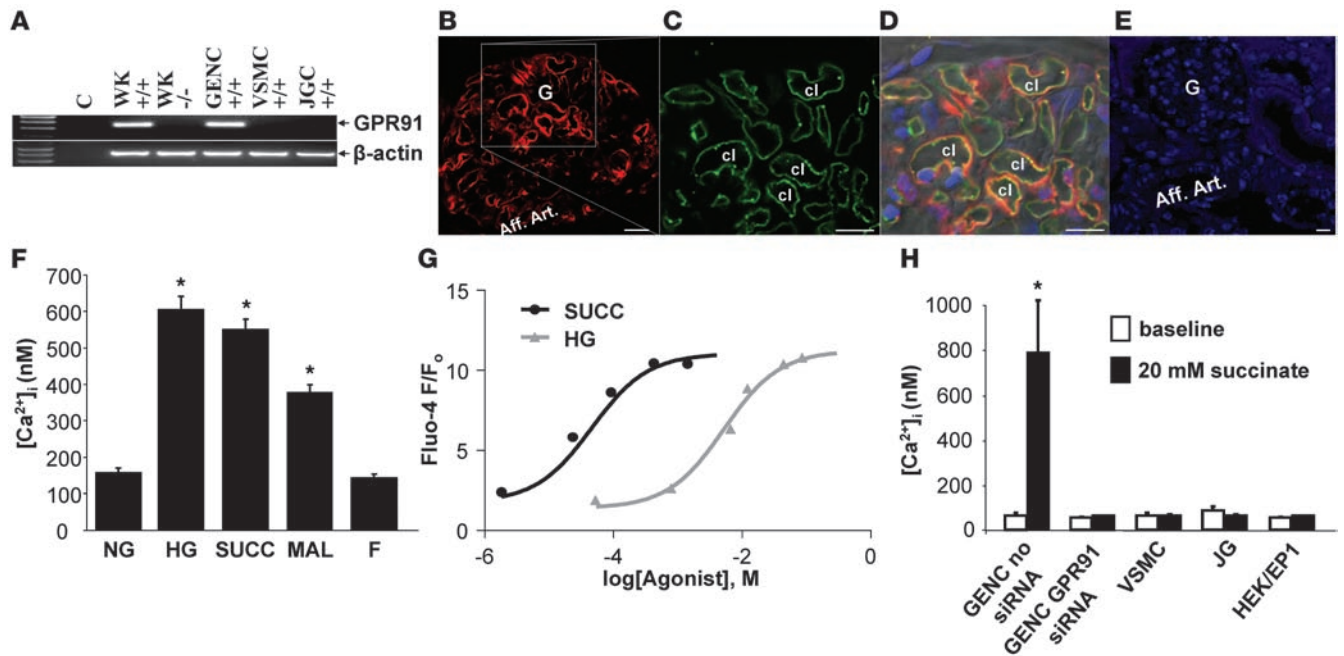 A
C
WK +/+
WK -/-
GENC +/+
VSMC +/+
JGC +/+
GPR91
β-actin
B
G
Aff. Art.
C
cl
cl
cl
cl
D
cl
cl
cl
cl
E
G
Aff. Art.
F
[Ca²⁺]ᵢ (nM)
700
600
500
400
300
200
100
0
*
*
*
NG
HG
SUCC
MAL
F
G
Fluo-4 F/Fₒ
15
10
5
0
SUCC
HG
-6
-4
-2
0
log[Agonist], M
H
[Ca²⁺]ᵢ (nM)
1000
800
600
400
200
0
*
baseline
20 mM succinate
GENC no siRNA
GENC GPR91 siRNA
VSMC
JG
HEK/EP1